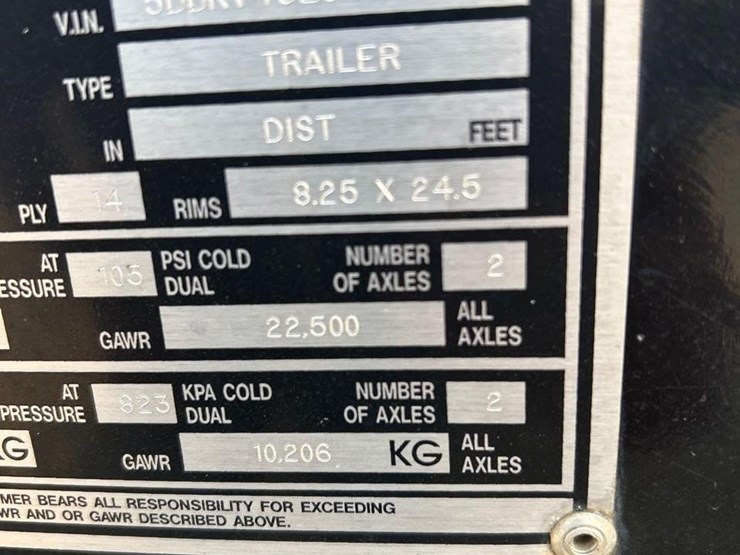 V.I.N.
TYPE TRAILER
IN DIST FEET
PLY 14 RIMS 8.25 X 24.5
AT PSI COLD NUMBER
ESSURE 105 DUAL OF AXLES 2
GAWR 22,500 ALL AXLES
AT KPA COLD NUMBER
PRESSURE 823 DUAL OF AXLES 2
G GAWR 10,206 KG ALL AXLES
MER BEARS ALL RESPONSIBILITY FOR EXCEEDING
WR AND OR GAWR DESCRIBED ABOVE.